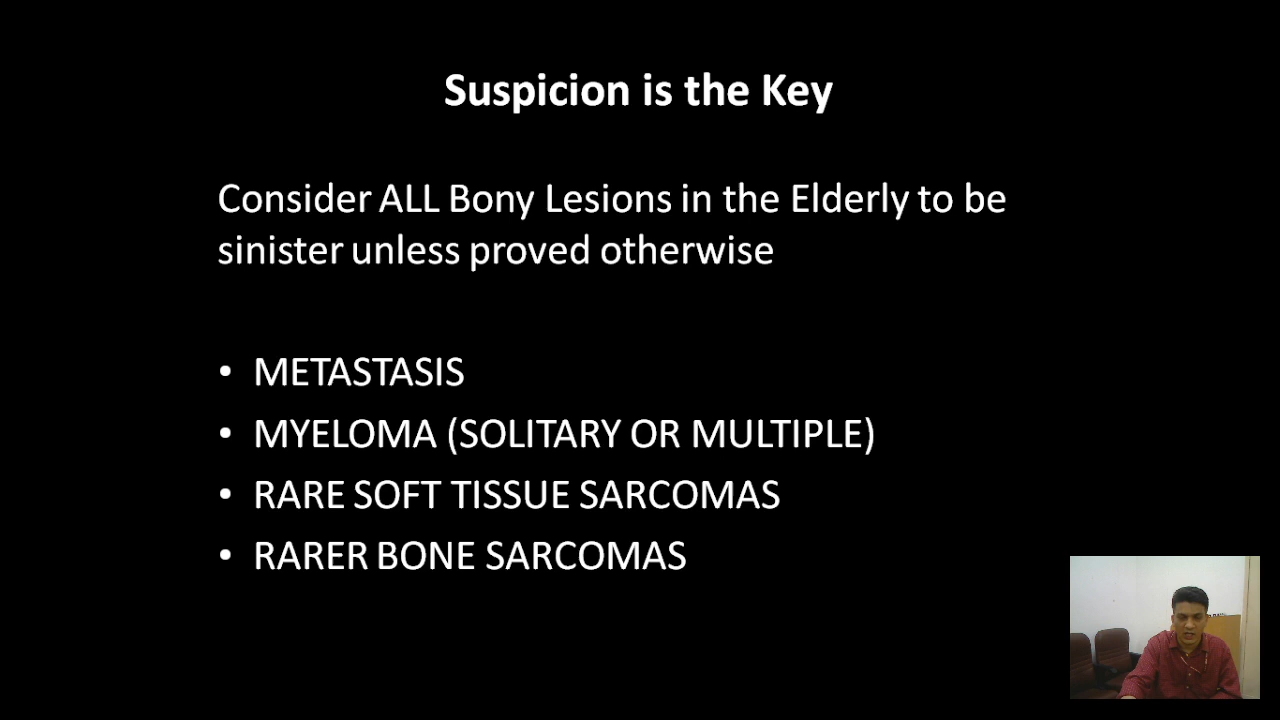 Suspicion is the Key
Consider ALL Bony Lesions in the Elderly to be
sinister unless proved otherwise
• METASTASIS
• MYELOMA (SOLITARY OR MULTIPLE)
• RARE SOFT TISSUE SARCOMAS
• RARER BONE SARCOMAS